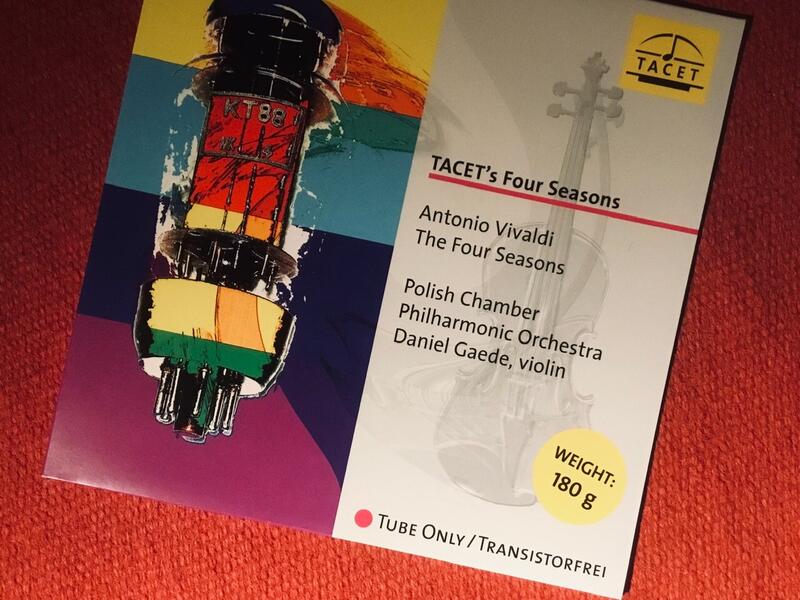 KT88
TACET
TACET's Four Seasons
Antonio Vivaldi
The Four Seasons
Polish Chamber
Philharmonic Orchestra
Daniel Gaede, violin
WEIGHT:
180 g
TUBE ONLY / TRANSISTORFREI